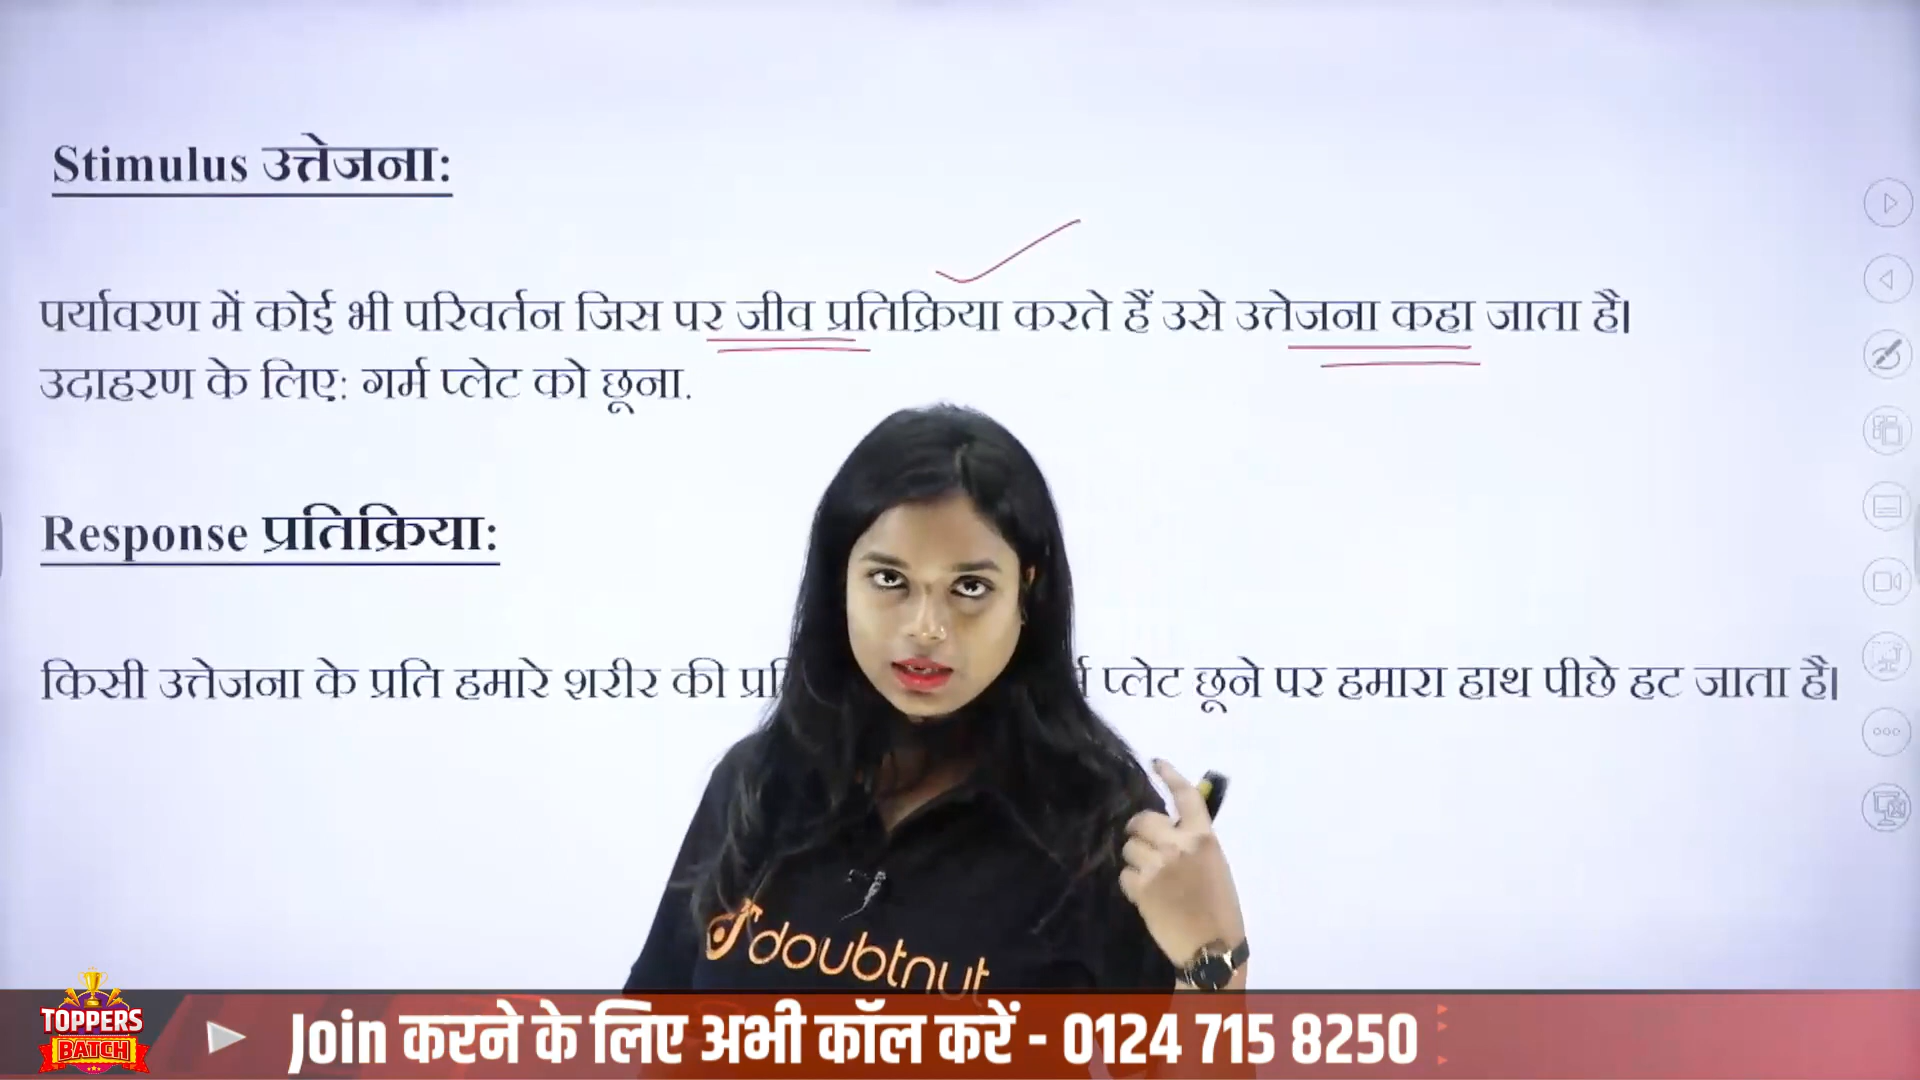 Stimulus उत्तेजना:
पर्यावरण में कोई भी परिवर्तन जिस पर जीव प्रतिक्रिया करते हैं उसे उत्तेजना कहा जाता है।
उदाहरण के लिए: गर्म प्लेट को छूना.
Response प्रतिक्रिया:
किसी उत्तेजना के प्रति हमारे शरीर की प्लेट छूने पर हमारा हाथ पीछे हट जाता है।
doubtnut
TOPPERS
BATCH
Join करने के लिए अभी कॉल करें - 0124 715 8250